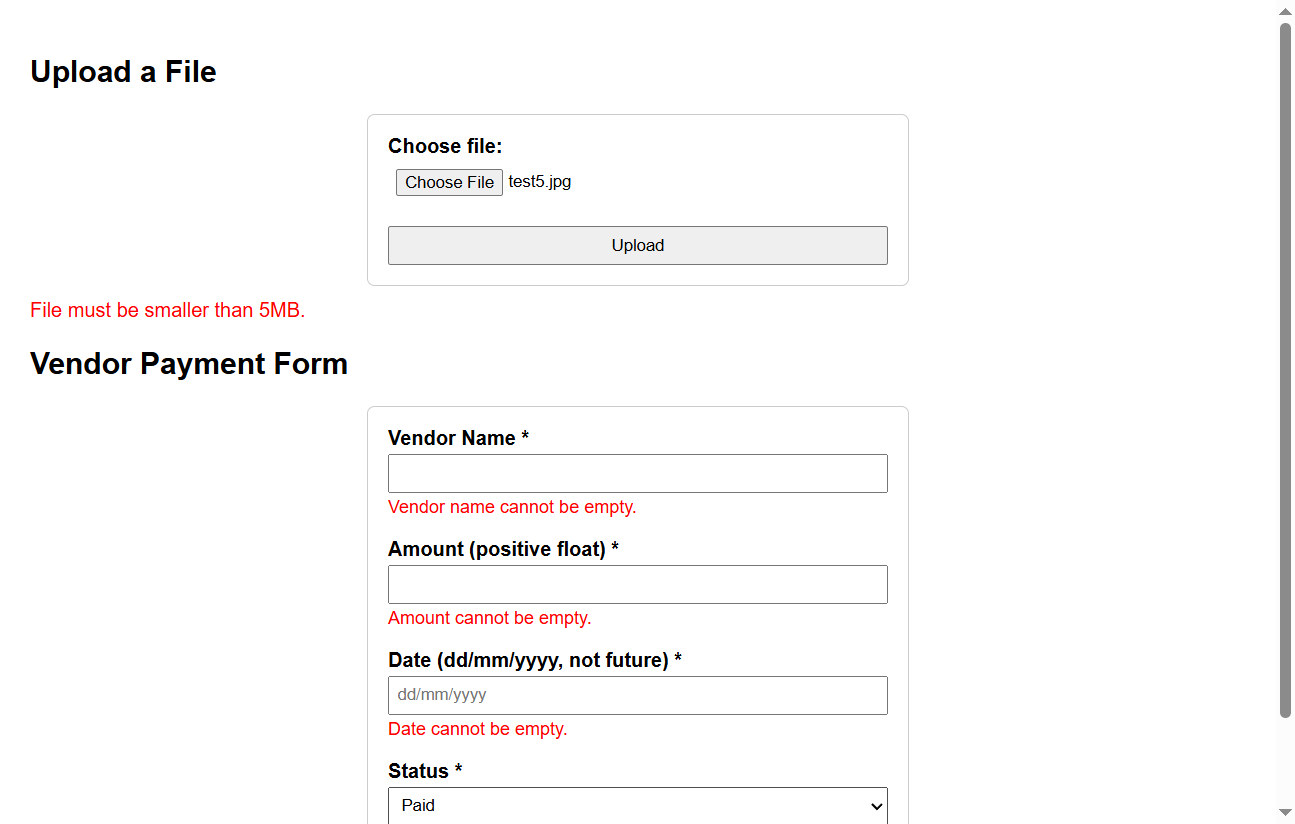 Upload a File
Choose file:
Choose File test5.jpg
Upload
File must be smaller than 5MB.
Vendor Payment Form
Vendor Name *
Vendor name cannot be empty.
Amount (positive float) *
Amount cannot be empty.
Date (dd/mm/yyyy, not future) *
dd/mm/yyyy
Date cannot be empty.
Status *
Paid